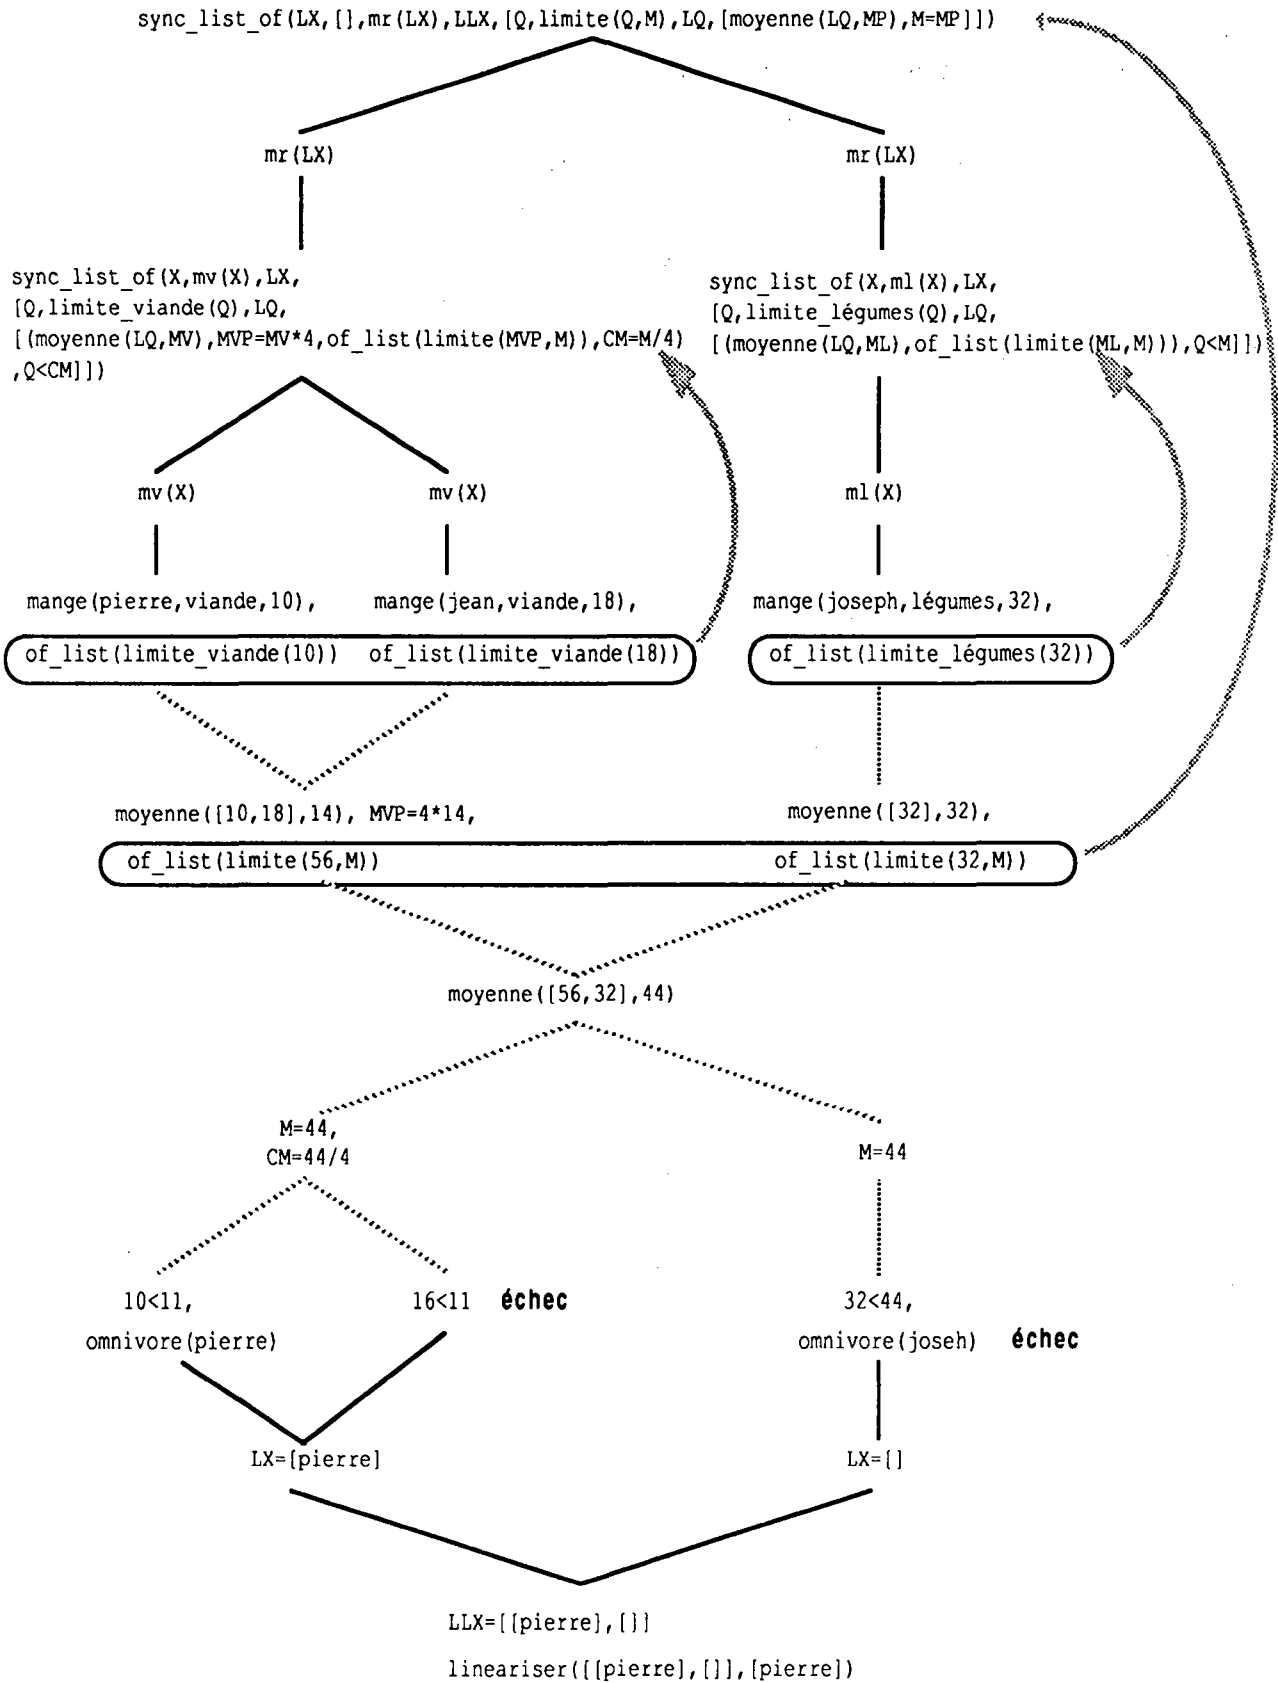 sync_list_of(LX,[],mr(LX),LLX,[Q,limite(Q,M),LQ,[moyenne(LQ,MP),M=MP]])
mr(LX)
mr(LX)
sync_list_of(X,mv(X),LX,
[Q,limite_viande(Q),LQ,
[(moyenne(LQ,MV),MVP=MV*4,of_list(limite(MVP,M)),CM=M/4)
,Q<CM]])
sync_list_of(X,ml(X),LX,
[Q,limite_légumes(Q),LQ,
[(moyenne(LQ,ML),of_list(limite(ML,M))),Q<M]])
mv(X)
mv(X)
ml(X)
mange(pierre,viande,10),
mange(jean,viande,18),
mange(joseph,légumes,32),
of_list(limite_viande(10))
of_list(limite_viande(18))
of_list(limite_légumes(32))
moyenne([10,18],14), MVP=4*14,
moyenne([32],32),
of_list(limite(56,M))
of_list(limite(32,M))
moyenne([56,32],44)
M=44,
CM=44/4
M=44
10<11,
16<11 échec
32<44,
omnivore(pierre)
omnivore(joseh) échec
LX=[pierre]
LX=[]
LLX=[[pierre],[]]
lineariser([[pierre],[]],[pierre])